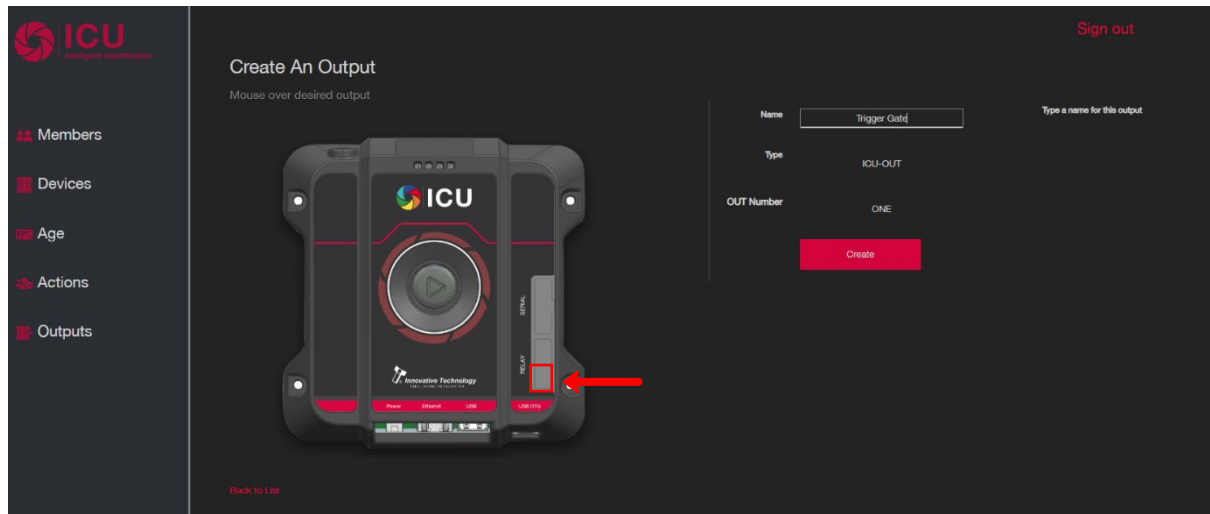 ICU
Intelligent Identification
Sign out
Create An Output
Mouse over desired output
Members
Devices
Age
Actions
Outputs
Name
Trigger Gate
Type a name for this output
Type
ICU-OUT
OUT Number
ONE
Create
ICU
SERIAL
RELAY
Innovative Technology
Power
Ethernet
USB
USB OTG
Back to List